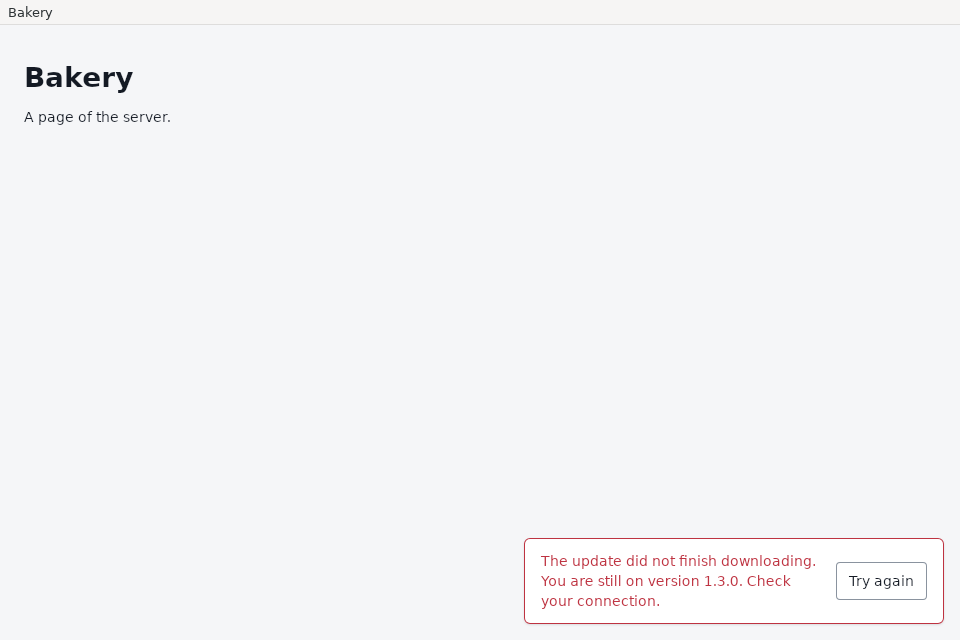 Bakery
Bakery
A page of the server.
The update did not finish downloading.
You are still on version 1.3.0. Check
your connection.
Try again